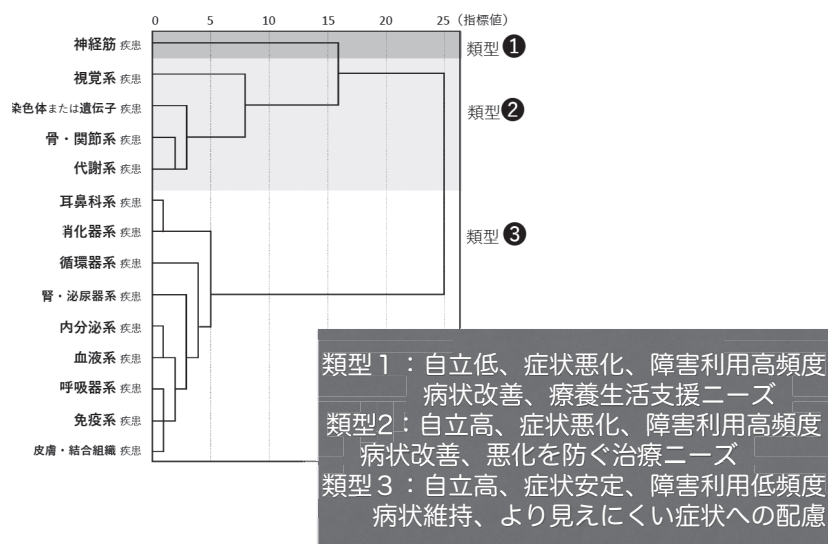 0 5 10 15 20 25 （指標値）
神経筋 疾患
類型❶
視覚系 疾患
染色体または遺伝子 疾患
類型❷
骨・関節系 疾患
代謝系 疾患
耳鼻科系 疾患
消化器系 疾患
類型❸
循環器系 疾患
腎・泌尿器系 疾患
内分泌系 疾患
血液系 疾患
呼吸器系 疾患
免疫系 疾患
皮膚・結合組織 疾患
類型１：自立低、症状悪化、障害利用高頻度
病状改善、療養生活支援ニーズ
類型2：自立高、症状悪化、障害利用高頻度
病状改善、悪化を防ぐ治療ニーズ
類型３：自立高、症状安定、障害利用低頻度
病状維持、より見えにくい症状への配慮